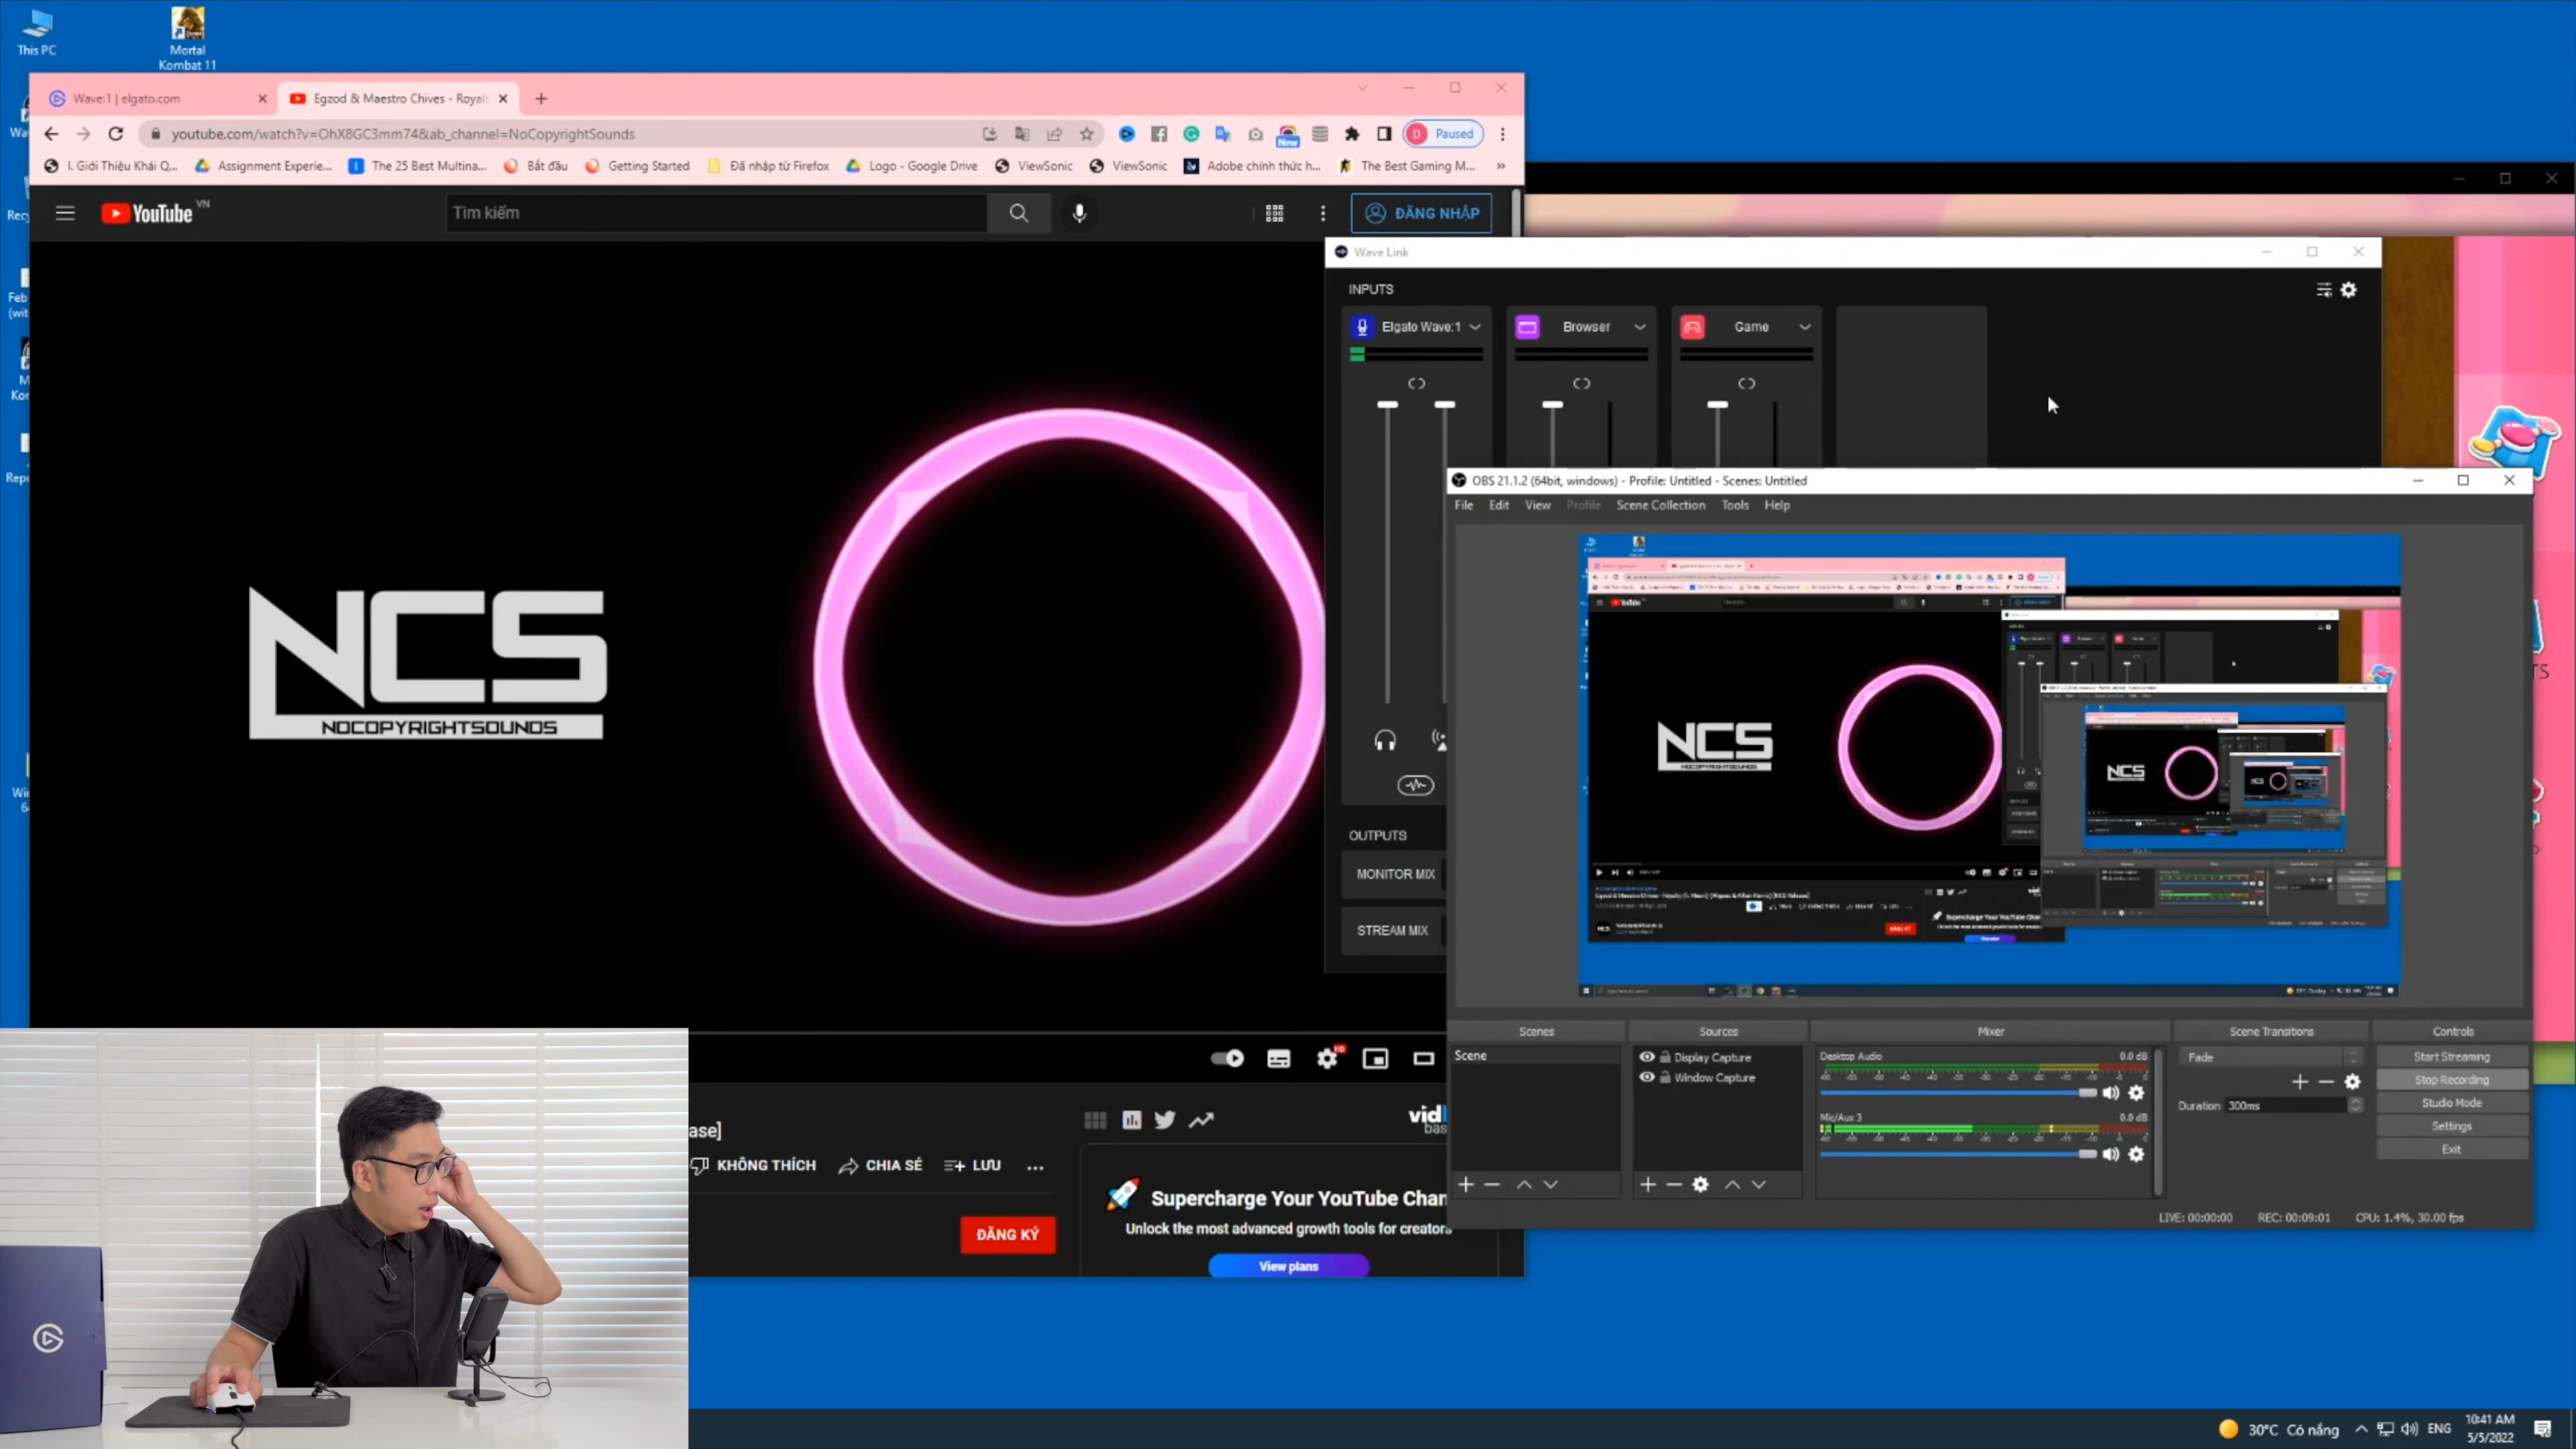 This PC
Mortal
Kombat 11
Wave:1 | elgato.com
Egzod & Maestro Chives - Royalt
youtube.com/watch?v=OhX8GC3mm74&ab_channel=NoCopyrightSounds
New
D Paused
I. Giới Thiệu Khái Q...
Assignment Experie...
The 25 Best Multina...
Bắt đầu
Getting Started
Đã nhập từ Firefox
Logo - Google Drive
ViewSonic
ViewSonic
Adobe chính thức h...
The Best Gaming M...
YouTube VN
Tìm kiếm
ĐĂNG NHẬP
Wave Link
INPUTS
Elgato Wave:1
Browser
Game
OUTPUTS
MONITOR MIX
STREAM MIX
NCS
NOCOPYRIGHTSOUNDS
OBS 21.1.2 (64bit, windows) - Profile: Untitled - Scenes: Untitled
File Edit View Profile Scene Collection Tools Help
NCS
NOCOPYRIGHTSOUNDS
NCS
Scenes
Sources
Mixer
Scene Transitions
Controls
Scene
Display Capture
Window Capture
Desktop Audio 0.0 dB
Mic/Aux 3 0.0 dB
Fade
Duration 300ms
Start Streaming
Stop Recording
Studio Mode
Settings
Exit
LIVE: 00:00:00 REC: 00:09:01 CPU: 1.4%, 30.00 fps
HD
ase]
KHÔNG THÍCH
CHIA SẺ
LƯU
ĐĂNG KÝ
Supercharge Your YouTube Chan
Unlock the most advanced growth tools for creators
View plans
30°C Có nắng
ENG
10:41 AM
5/5/2022